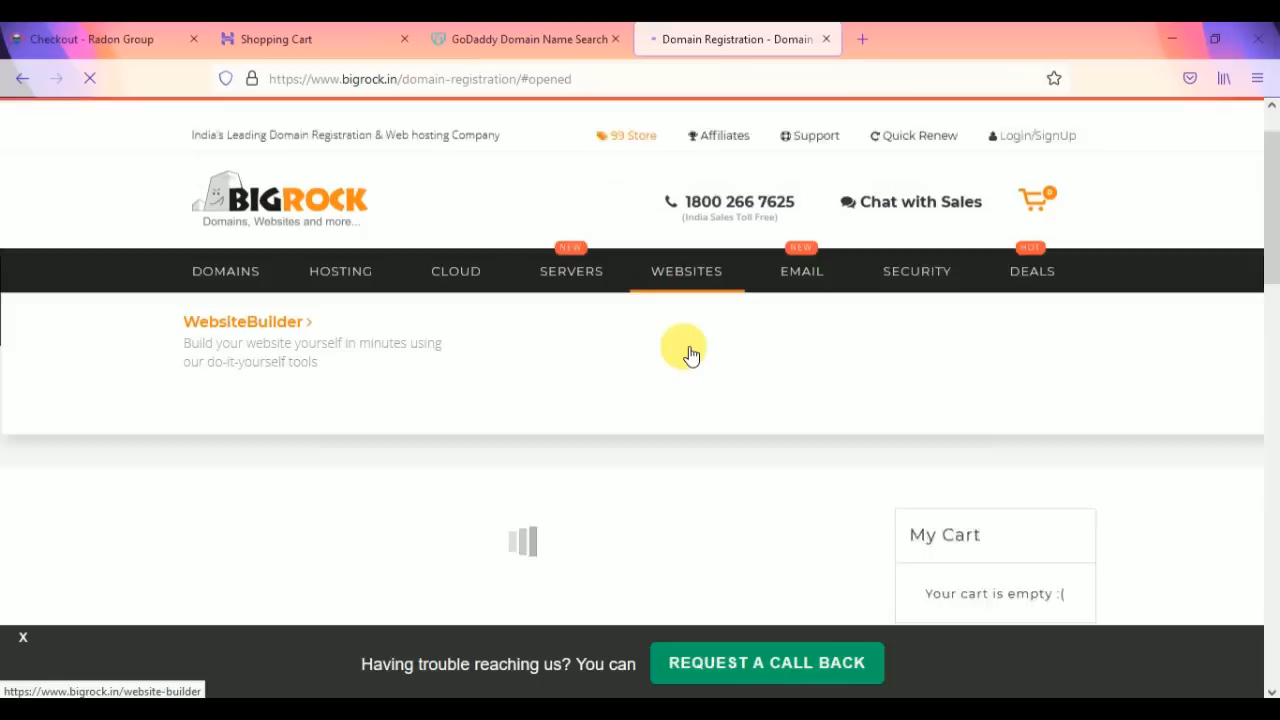 Checkout - Radon Group
Shopping Cart
GoDaddy Domain Name Search
Domain Registration - Domain
https://www.bigrock.in/domain-registration/#opened
India's Leading Domain Registration & Web hosting Company
99 Store
Affiliates
Support
Quick Renew
Login/SignUp
BIGROCK
Domains, Websites and more...
1800 266 7625
(India Sales Toll Free)
Chat with Sales
0
NEW
NEW
HOT
DOMAINS
HOSTING
CLOUD
SERVERS
WEBSITES
EMAIL
SECURITY
DEALS
WebsiteBuilder >
Build your website yourself in minutes using
our do-it-yourself tools
My Cart
Your cart is empty :(
X
Having trouble reaching us? You can
REQUEST A CALL BACK
https://www.bigrock.in/website-builder